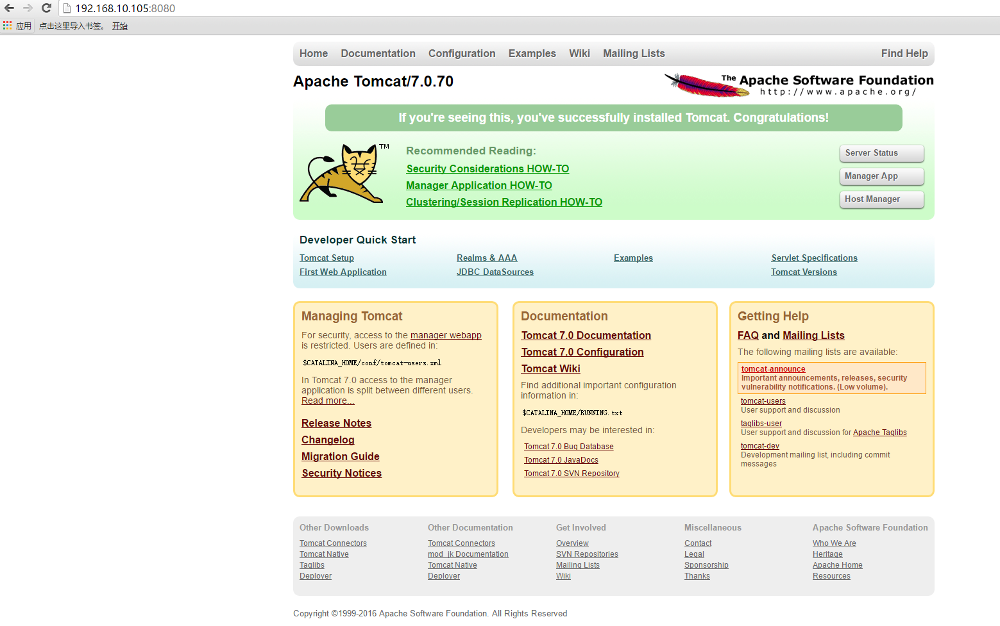 192.168.10.105:8080
应用 点击这里导入书签。 开始
Home Documentation Configuration Examples Wiki Mailing Lists Find Help
Apache Tomcat/7.0.70
The Apache Software Foundation
http://www.apache.org/
If you're seeing this, you've successfully installed Tomcat. Congratulations!
TM
Recommended Reading:
Security Considerations HOW-TO
Manager Application HOW-TO
Clustering/Session Replication HOW-TO
Server Status
Manager App
Host Manager
Developer Quick Start
Tomcat Setup
First Web Application
Realms & AAA
JDBC DataSources
Examples
Servlet Specifications
Tomcat Versions
Managing Tomcat
For security, access to the manager webapp
is restricted. Users are defined in:
$CATALINA_HOME/conf/tomcat-users.xml
In Tomcat 7.0 access to the manager
application is split between different users.
Read more...
Release Notes
Changelog
Migration Guide
Security Notices
Documentation
Tomcat 7.0 Documentation
Tomcat 7.0 Configuration
Tomcat Wiki
Find additional important configuration
information in:
$CATALINA_HOME/RUNNING.txt
Developers may be interested in:
Tomcat 7.0 Bug Database
Tomcat 7.0 JavaDocs
Tomcat 7.0 SVN Repository
Getting Help
FAQ and Mailing Lists
The following mailing lists are available:
tomcat-announce
Important announcements, releases, security
vulnerability notifications. (Low volume).
tomcat-users
User support and discussion
taglibs-user
User support and discussion for Apache Taglibs
tomcat-dev
Development mailing list, including commit
messages
Other Downloads
Tomcat Connectors
Tomcat Native
Taglibs
Deployer
Other Documentation
Tomcat Connectors
mod_jk Documentation
Tomcat Native
Deployer
Get Involved
Overview
SVN Repositories
Mailing Lists
Wiki
Miscellaneous
Contact
Legal
Sponsorship
Thanks
Apache Software Foundation
Who We Are
Heritage
Apache Home
Resources
Copyright ©1999-2016 Apache Software Foundation. All Rights Reserved